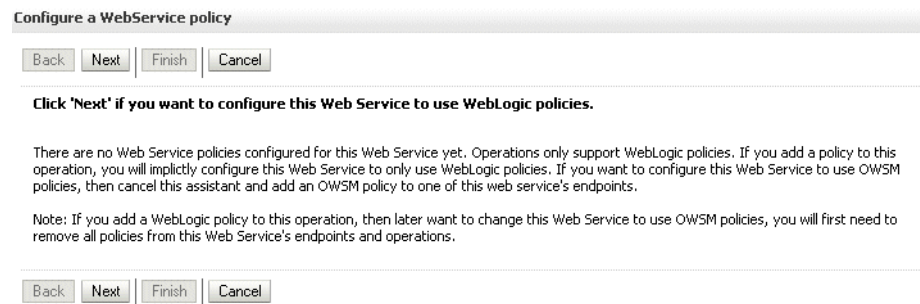 Configure a WebService policy
Back Next Finish Cancel
Click 'Next' if you want to configure this Web Service to use WebLogic policies.
There are no Web Service policies configured for this Web Service yet. Operations only support WebLogic policies. If you add a policy to this
operation, you will implictly configure this Web Service to only use WebLogic policies. If you want to configure this Web Service to use OWSM
policies, then cancel this assistant and add an OWSM policy to one of this web service's endpoints.
Note: If you add a WebLogic policy to this operation, then later want to change this Web Service to use OWSM policies, you will first need to
remove all policies from this Web Service's endpoints and operations.
Back Next Finish Cancel